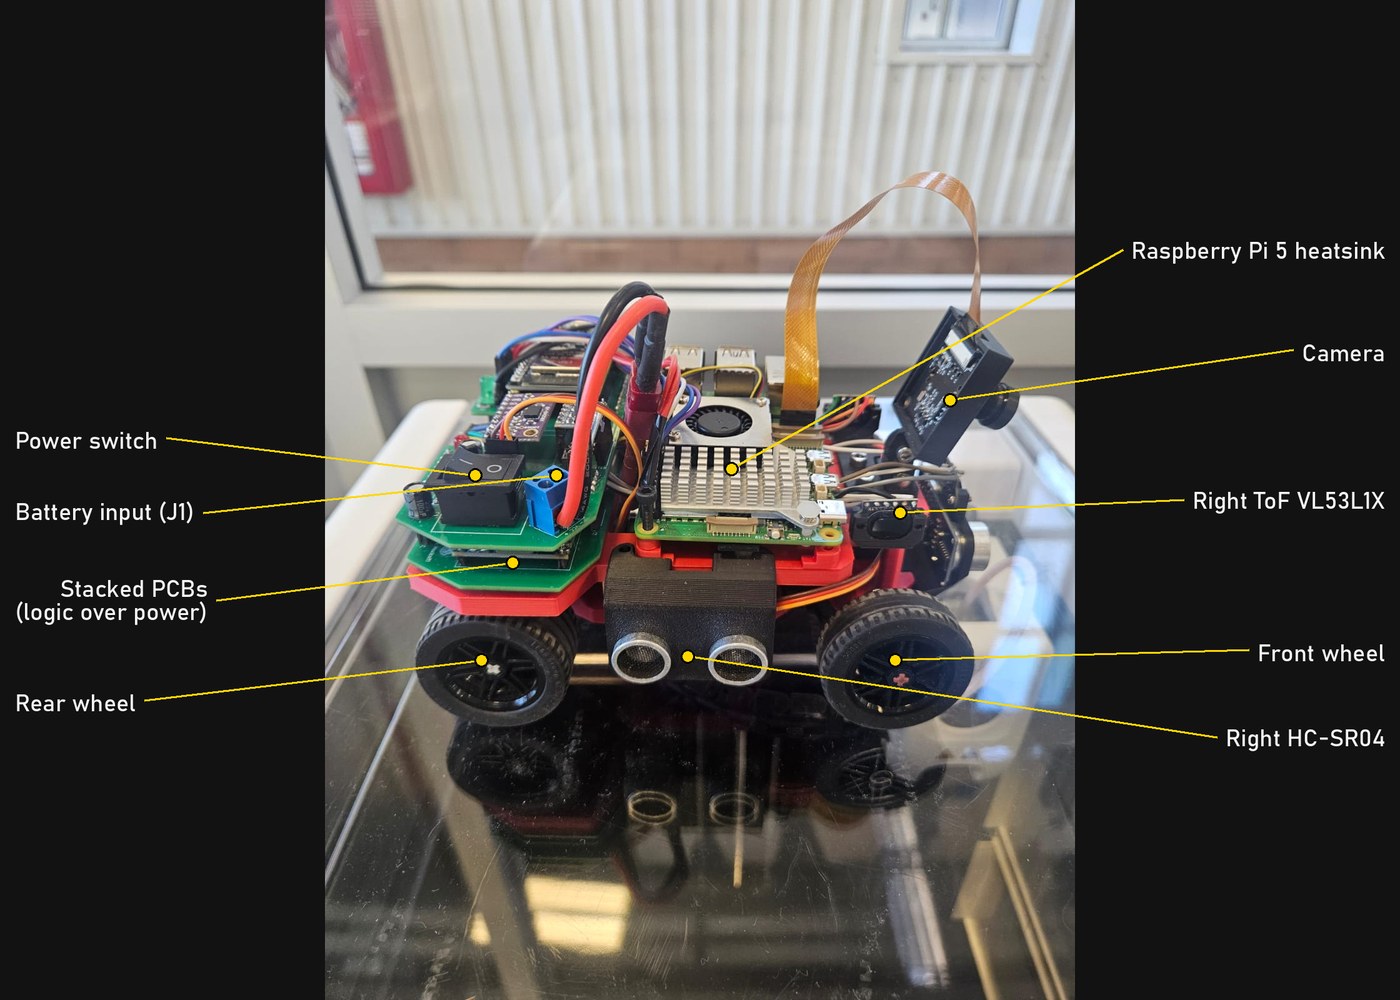 Raspberry Pi 5 heatsink
Camera
Power switch
Battery input (J1)
Right ToF VL53L1X
Stacked PCBs
(logic over power)
Front wheel
Rear wheel
Right HC-SR04